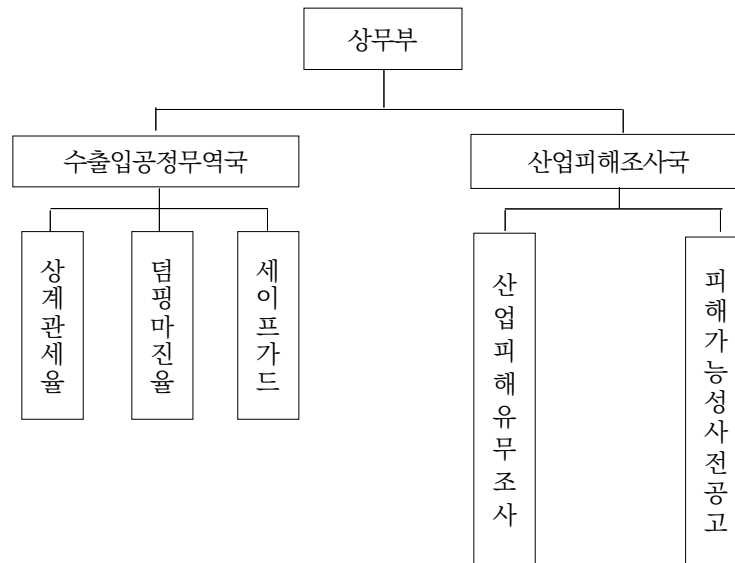 상무부
수출입공정무역국
산업피해조사국
상계관세율
덤핑마진율
세이프가드
산업피해유무조사
피해가능성사전공고